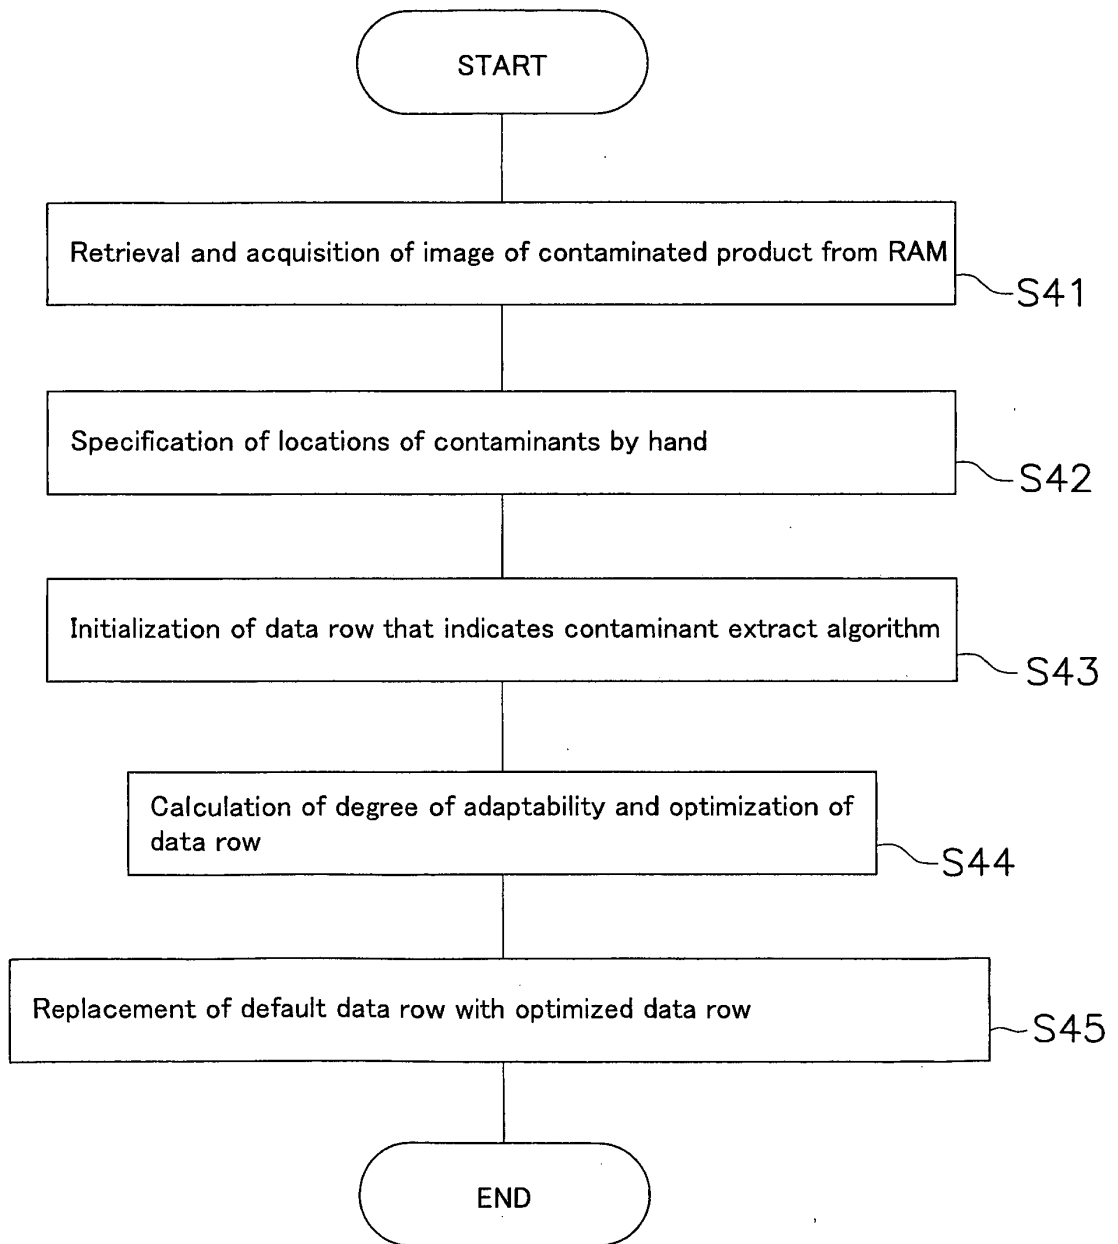 START
Retrieval and acquisition of image of contaminated product from RAM
S41
Specification of locations of contaminants by hand
S42
Initialization of data row that indicates contaminant extract algorithm
S43
Calculation of degree of adaptability and optimization of
data row
S44
Replacement of default data row with optimized data row
S45
END